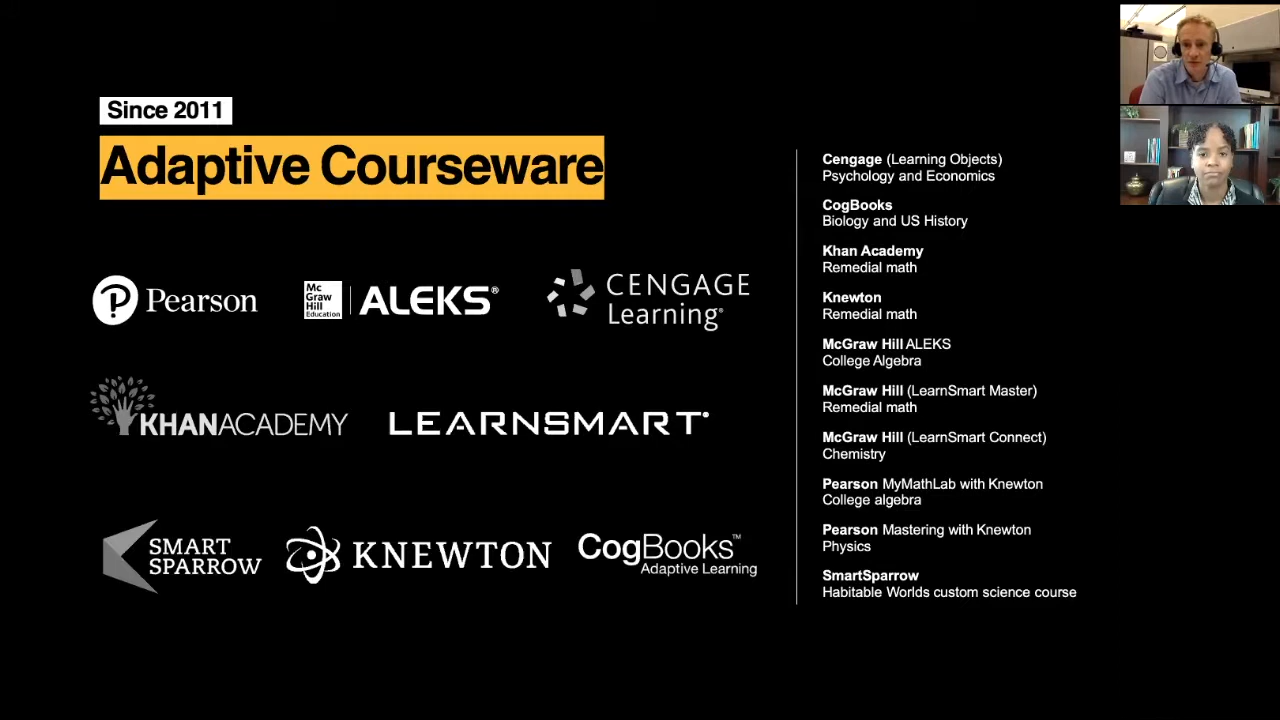 Since 2011
Adaptive Courseware
Pearson
Mc
Graw
Hill
Education
ALEKS®
CENGAGE
Learning®
KHANACADEMY
LEARNSMART
SMART
SPARROW
KNEWTON
CogBooks™
Adaptive Learning
Cengage (Learning Objects)
Psychology and Economics
CogBooks
Biology and US History
Khan Academy
Remedial math
Knewton
Remedial math
McGraw Hill ALEKS
College Algebra
McGraw Hill (LearnSmart Master)
Remedial math
McGraw Hill (LearnSmart Connect)
Chemistry
Pearson MyMathLab with Knewton
College algebra
Pearson Mastering with Knewton
Physics
SmartSparrow
Habitable Worlds custom science course